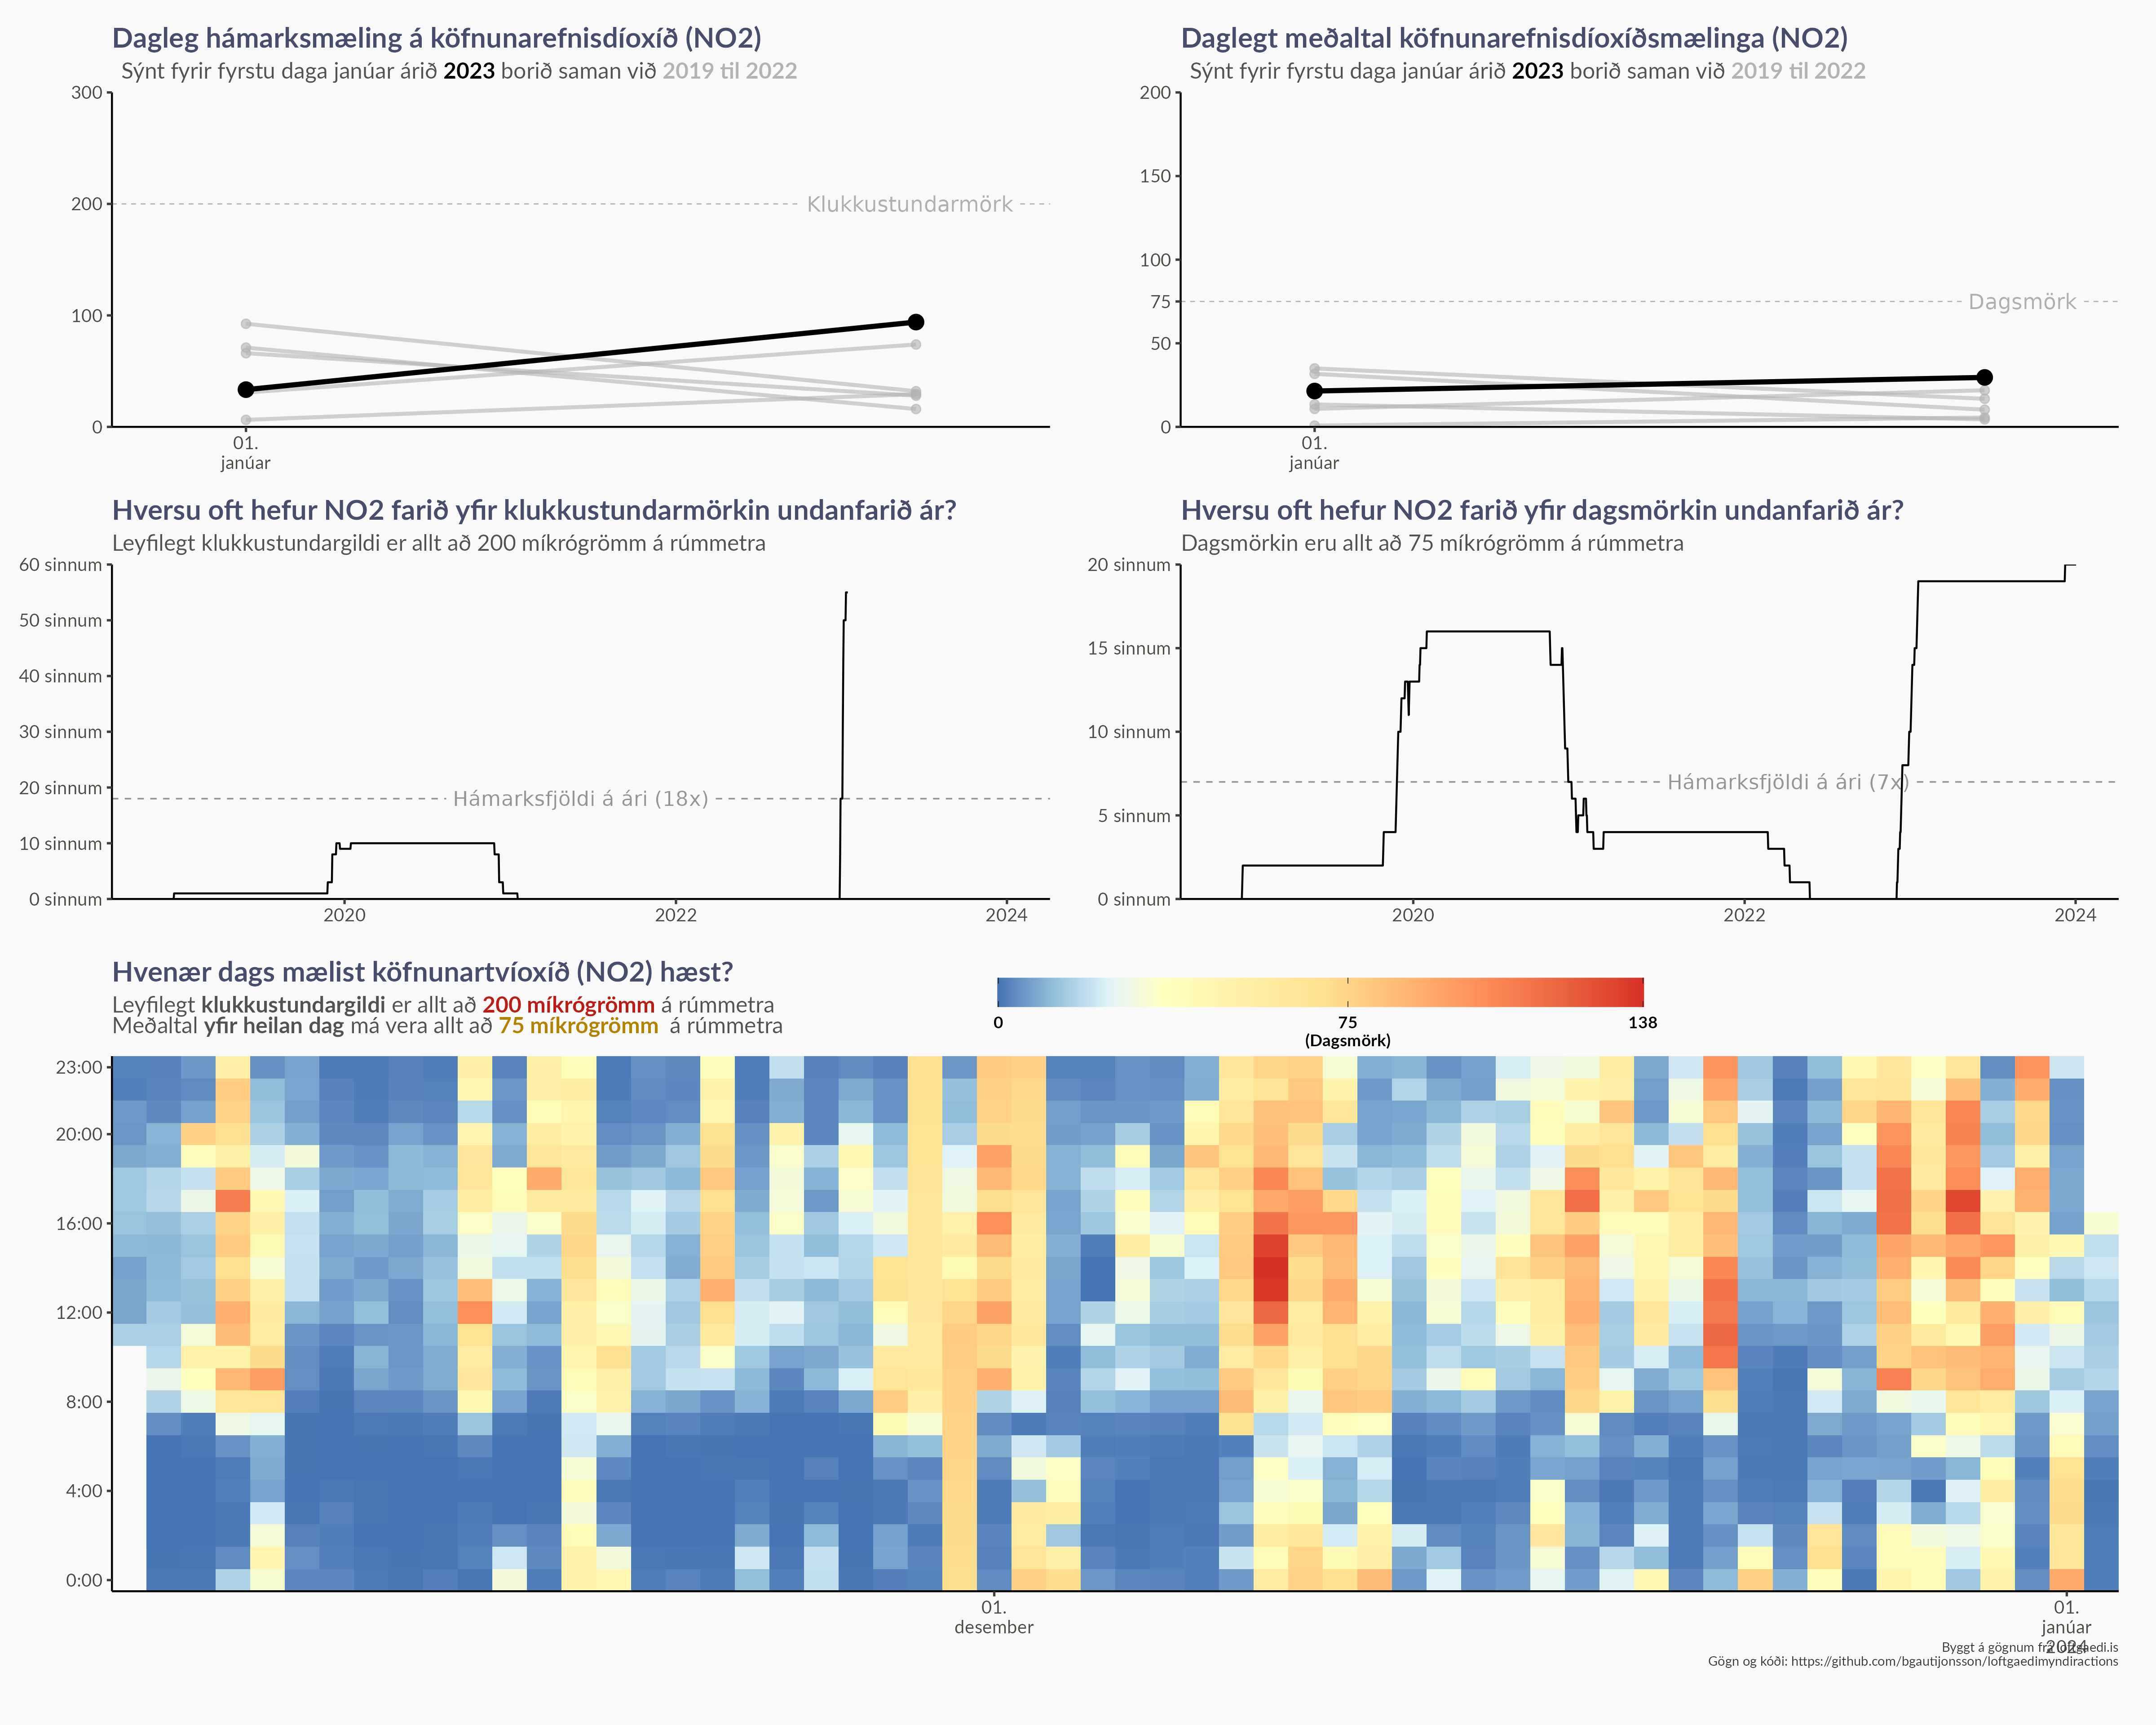 Dagleg hámarksmæling á köfnunarefnisdíoxíð (NO2)
Sýnt fyrir fyrstu daga janúar árið 2023 borið saman við 2019 til 2022
300
200
100
0
Klukkustundarmörk
01.
janúar
Daglegt meðaltal köfnunarefnisdíoxíðsmælinga (NO2)
Sýnt fyrir fyrstu daga janúar árið 2023 borið saman við 2019 til 2022
200
150
100
75
50
0
Dagsmörk
01.
janúar
Hversu oft hefur NO2 farið yfir klukkustundarmörkin undanfarið ár?
Leyfilegt klukkustundargildi er allt að 200 míkrógrömm á rúmmetra
60 sinnum
50 sinnum
40 sinnum
30 sinnum
20 sinnum
10 sinnum
0 sinnum
Hámarksfjöldi á ári (18x)
2020 2022 2024
Hversu oft hefur NO2 farið yfir dagsmörkin undanfarið ár?
Dagsmörkin eru allt að 75 míkrógrömm á rúmmetra
20 sinnum
15 sinnum
10 sinnum
5 sinnum
0 sinnum
Hámarksfjöldi á ári (7x)
2020 2022 2024
Hvenær dags mælist köfnunartvíoxíð (NO2) hæst?
Leyfilegt klukkustundargildi er allt að 200 míkrógrömm á rúmmetra
Meðaltal yfir heilan dag má vera allt að 75 míkrógrömm á rúmmetra
0 75 138
(Dagsmörk)
23:00
20:00
16:00
12:00
8:00
4:00
0:00
01.
desember
01.
janúar
2024
Byggt á gögnum frá loftgaedi.is
Gögn og kóði: https://github.com/bgautijonsson/loftgaedimyndiractions